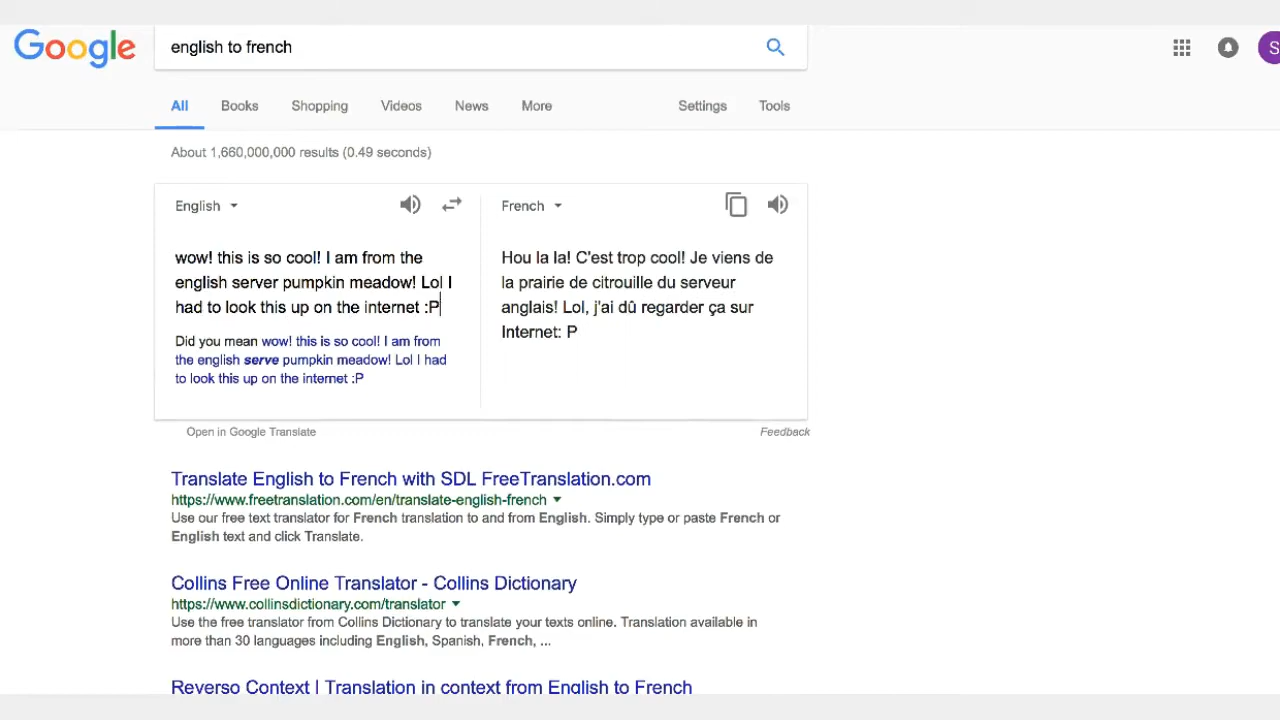 Google
english to french
S
All Books Shopping Videos News More Settings Tools
About 1,660,000,000 results (0.49 seconds)
English
French
wow! this is so cool! I am from the
english server pumpkin meadow! Lol I
had to look this up on the internet :P
Did you mean wow! this is so cool! I am from
the english serve pumpkin meadow! Lol I had
to look this up on the internet :P
Hou la la! C'est trop cool! Je viens de
la prairie de citrouille du serveur
anglais! Lol, j'ai dû regarder ça sur
Internet: P
Open in Google Translate
Feedback
Translate English to French with SDL FreeTranslation.com
https://www.freetranslation.com/en/translate-english-french
Use our free text translator for French translation to and from English. Simply type or paste French or
English text and click Translate.
Collins Free Online Translator - Collins Dictionary
https://www.collinsdictionary.com/translator
Use the free translator from Collins Dictionary to translate your texts online. Translation available in
more than 30 languages including English, Spanish, French, ...
Reverso Context | Translation in context from English to French